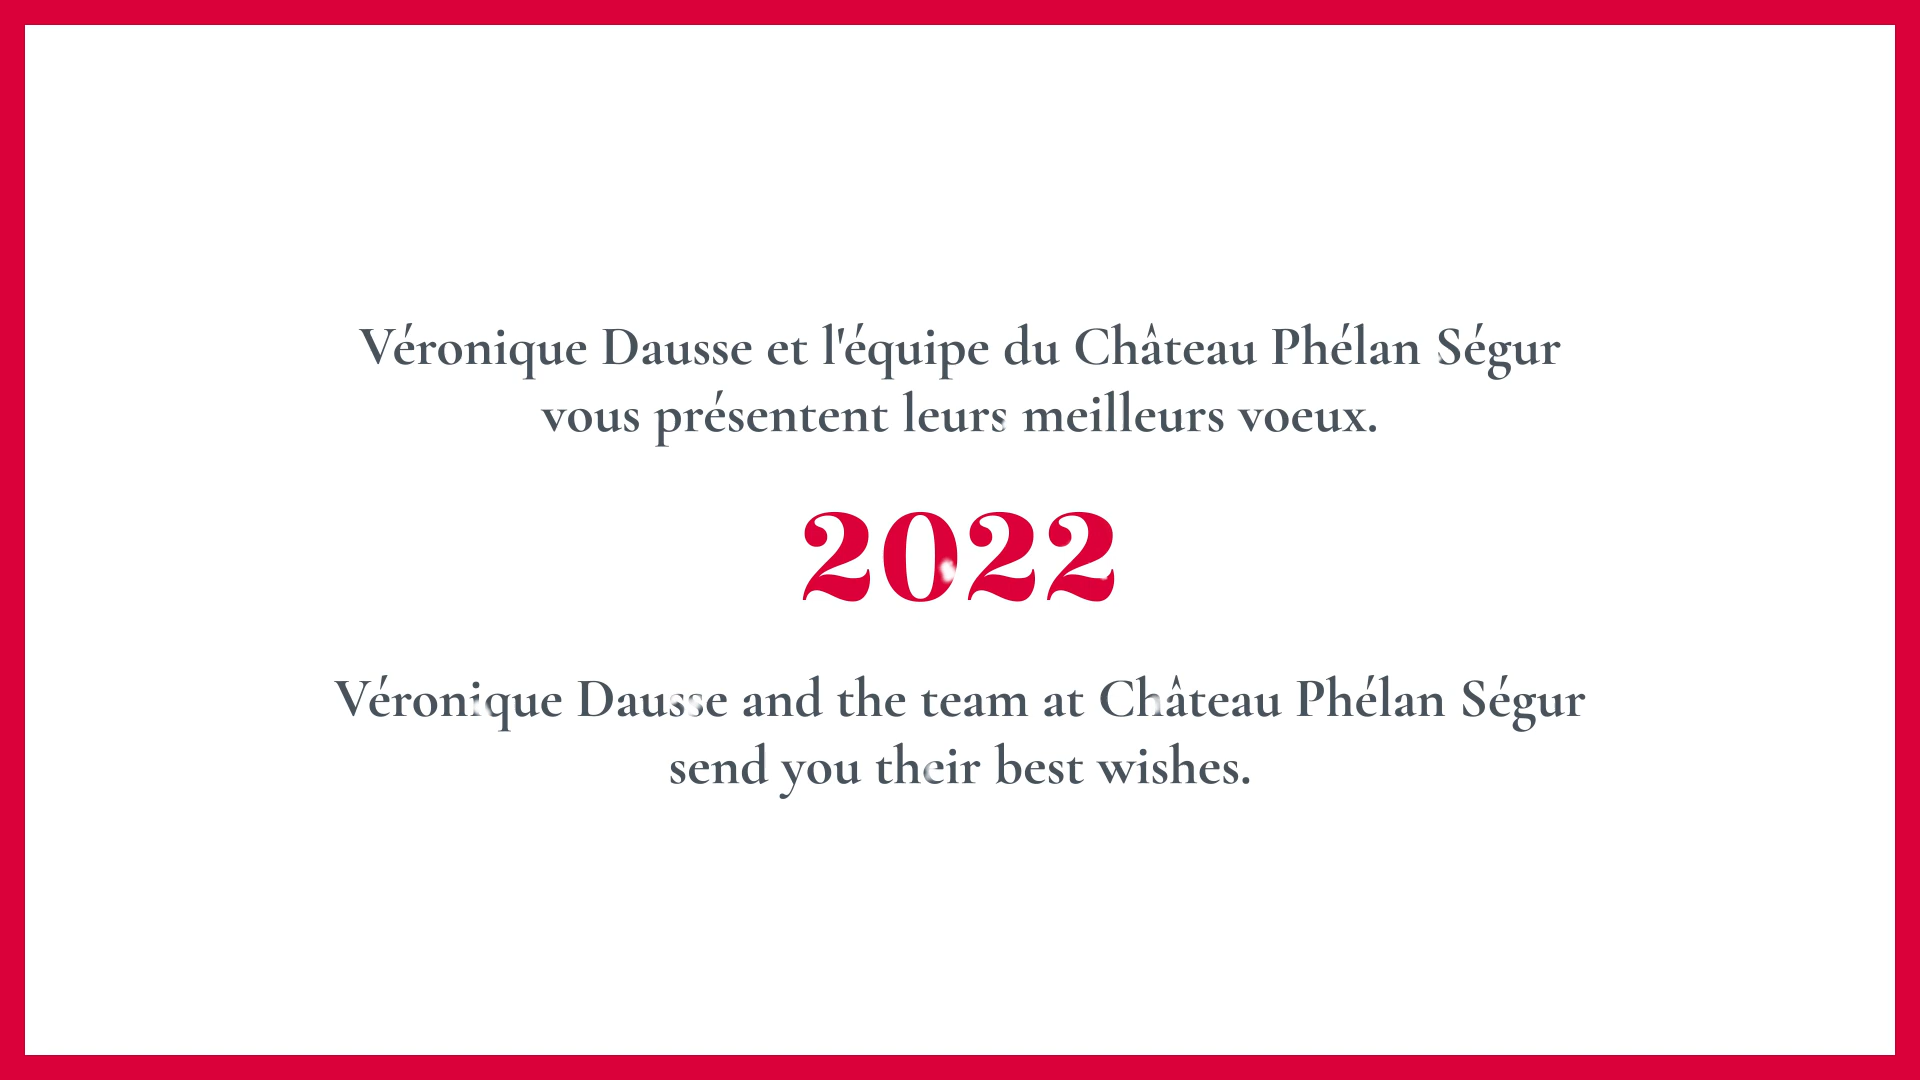 Véronique Dausse et l'équipe du Château Phélan Ségur
vous présentent leurs meilleurs voeux.
2022
Véronique Dausse and the team at Château Phélan Ségur
send you their best wishes.